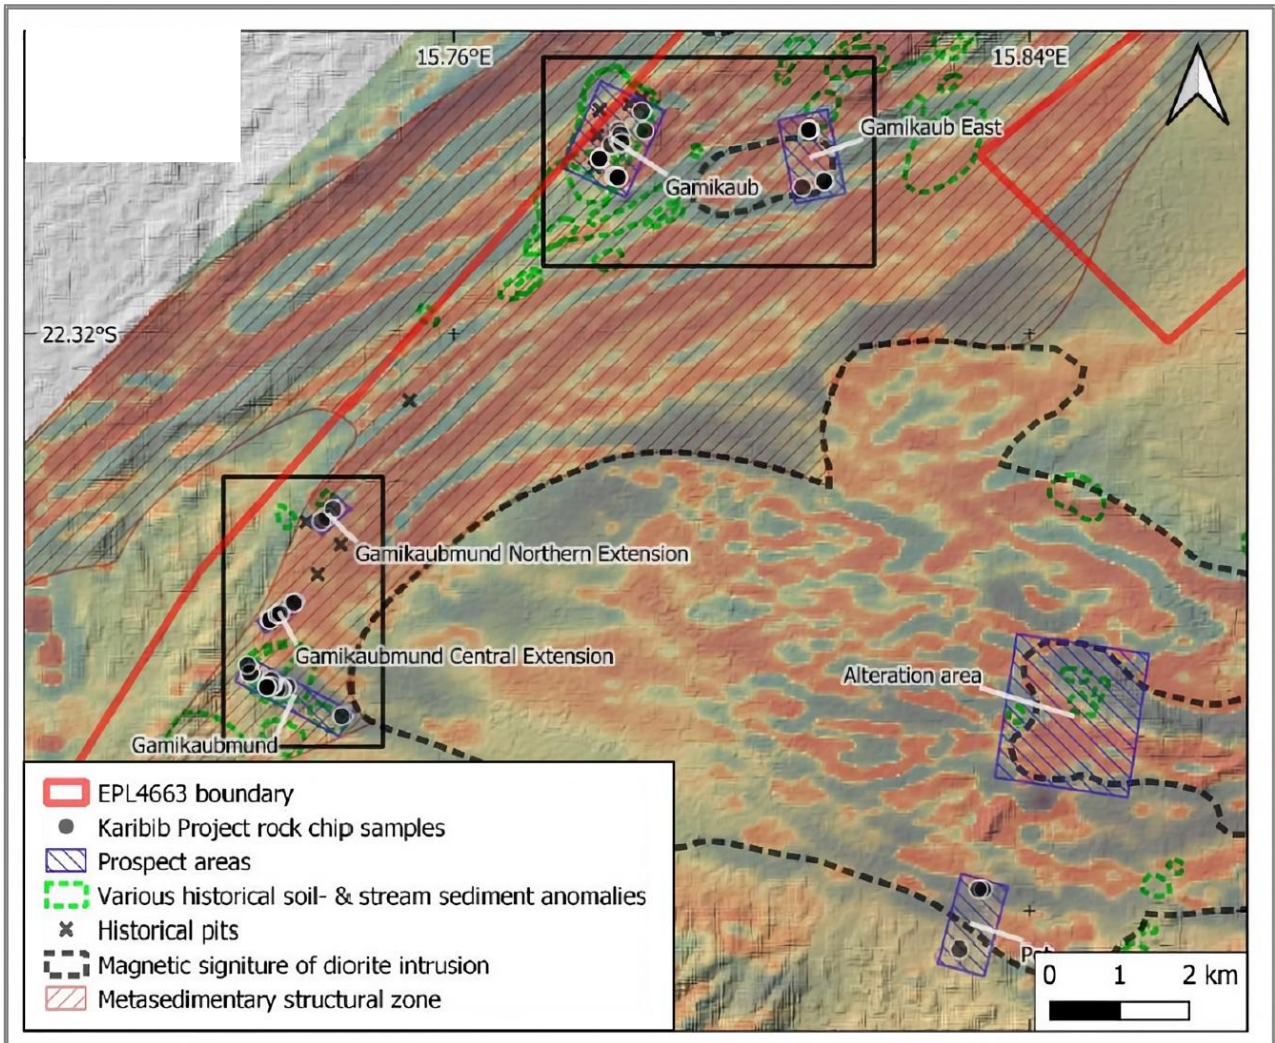 15.76°E
15.84°E
Gamikaub East
Gamikaub
22.32°S
Gamikaubmund Northern Extension
Gamikaubmund Central Extension
Alteration area
Gamikaubmund
EPL4663 boundary
Karibib Project rock chip samples
Prospect areas
Various historical soil- & stream sediment anomalies
Historical pits
Magnetic signiture of diorite intrusion
Metasedimentary structural zone
0 1 2 km